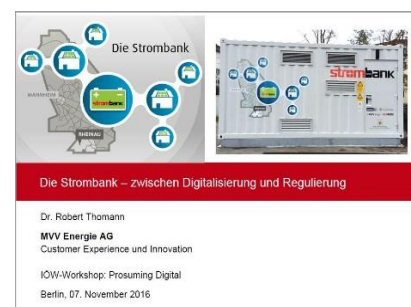 Die Strombank
strombank
MANNHEIM
RHEINAU
strombank
Die Strombank – zwischen Digitalisierung und Regulierung
Dr. Robert Thomann
MVV Energie AG
Customer Experience und Innovation
IÖW-Workshop: Prosuming Digital
Berlin, 07. November 2016